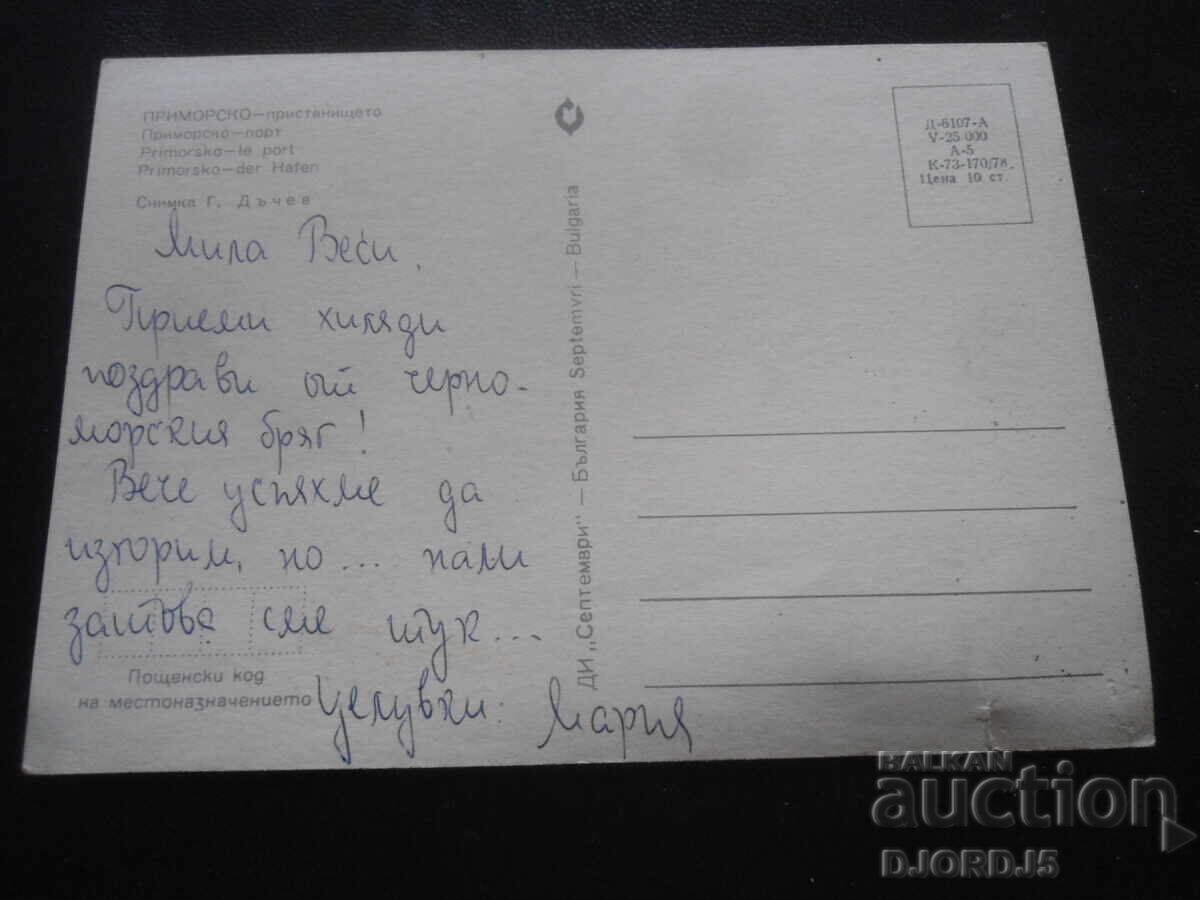 ПРИМОРСКО—пристанището
Приморско—порт
Primorsko—le port
Primorsko—der Hafen
Снимка Г. Дъчев
Мила Веси,
Приеми хиляди
поздрави от черно-
морския бряг!
Вече успяхме да
изгорим, но... нали
затова сме тук...
Целувки: Мария
Пощенски код
на местоназначението
ДИ „Септември" — България Septemvri — Bulgaria
Д-6107-А
V-25.000
А-5
К-73-170/78
Цена 10 ст.
BALKAN
auction
DJORDJ5